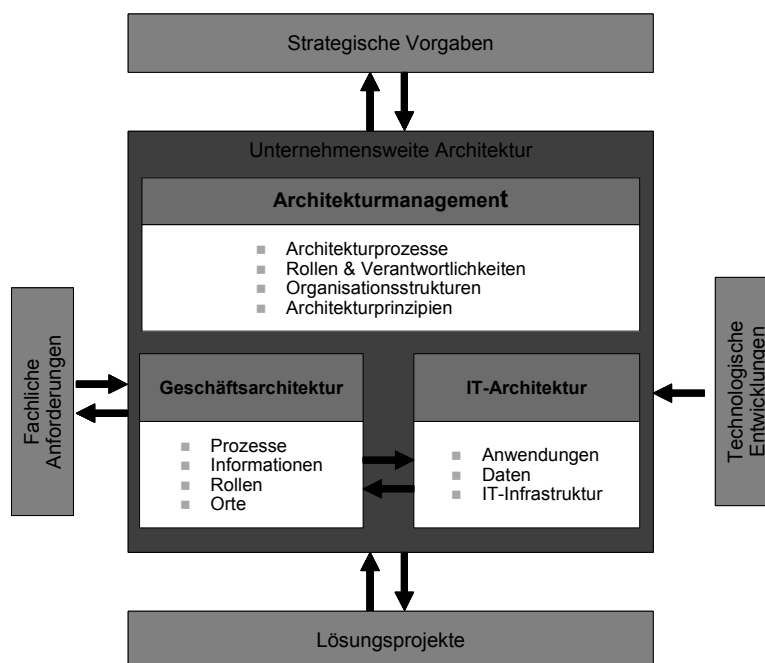 Strategische Vorgaben
Unternehmensweite Architektur
Architekturmanagement
Architekturprozesse
Rollen & Verantwortlichkeiten
Organisationsstrukturen
Architekturprinzipien
Fachliche
Anforderungen
Geschäftsarchitektur
Prozesse
Informationen
Rollen
Orte
IT-Architektur
Anwendungen
Daten
IT-Infrastruktur
Technologische
Entwicklungen
Lösungsprojekte